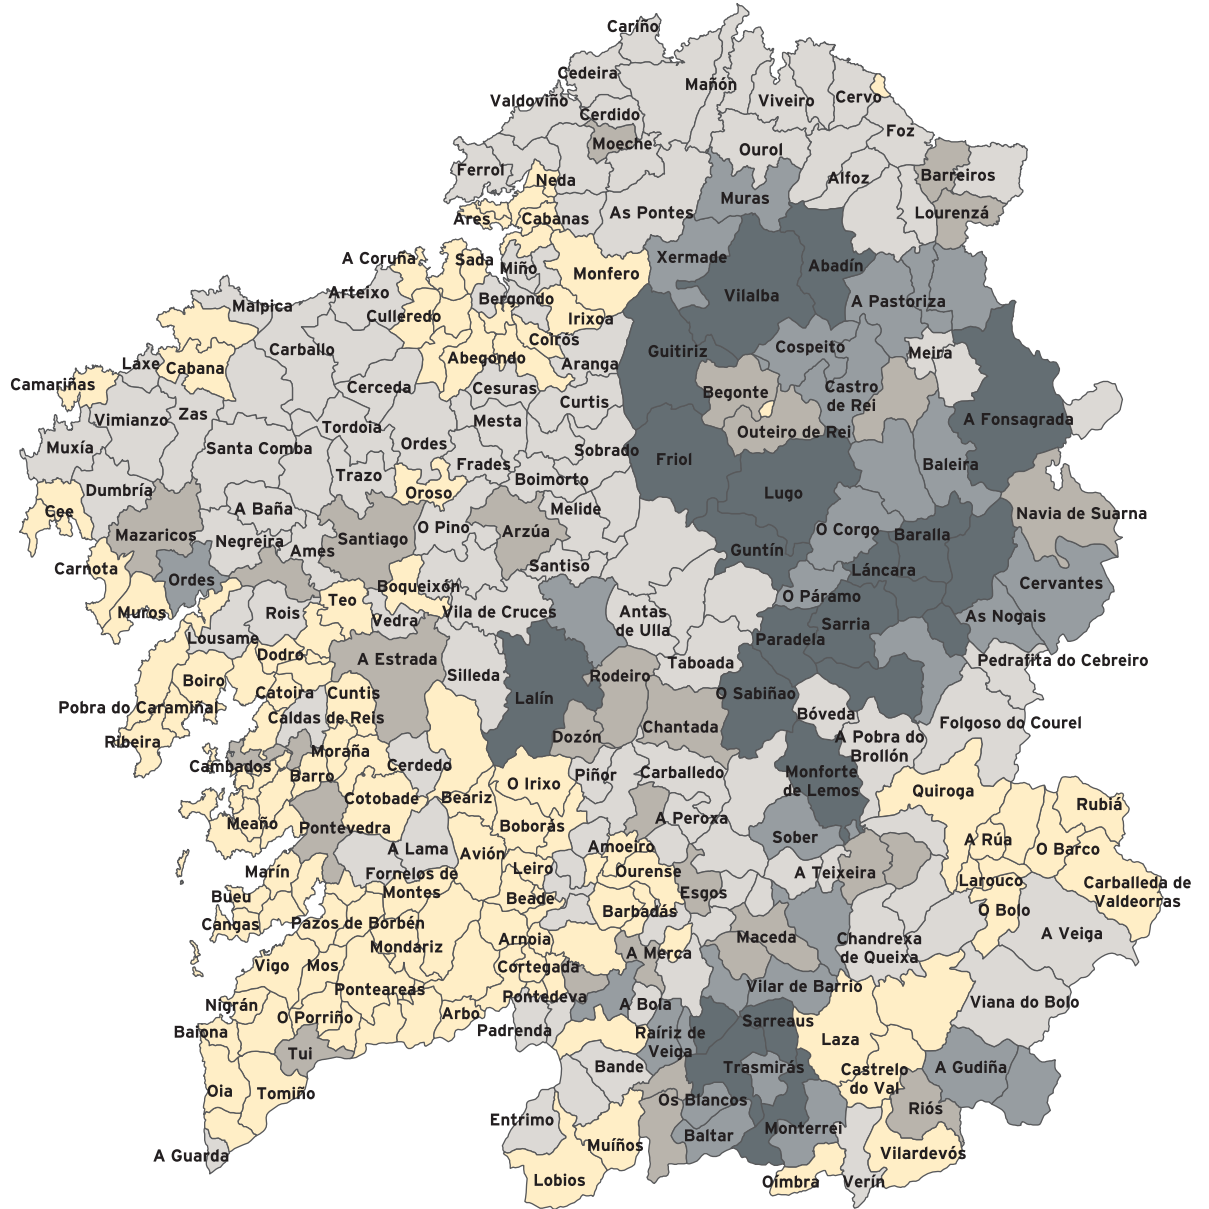 Cariño
Cedeira
Mañón
Valdoviño
Viveiro
Cervo
Cerdido
Foz
Moeche
Ourol
Ferrol
Neda
Alfoz
Barreiros
Muras
Ares
Cabanas
As Pontes
Lourenzá
A Coruña
Sada
Miño
Monfero
Xermade
Abadín
Arteixo
Malpica
Bergondo
Vilalba
A Pastoriza
Culleredo
Irixoa
Coirós
Carballo
Abegondo
Guitiriz
Cospeito
Meira
Laxe
Cabana
Aranga
Camariñas
Cerceda
Cesuras
Begonte
Castro
de Rei
Curtis
Vimianzo
Zas
Tordoia
Mesta
A Fonsagrada
Outeiro de Rei
Muxía
Santa Comba
Ordes
Sobrado
Friol
Frades
Baleira
Trazo
Boimorto
Dumbría
Oroso
Lugo
Cee
A Baña
Melide
Navia de Suarna
Mazaricos
Negreira
Santiago
O Pino
Arzúa
O Corgo
Baralla
Ames
Guntín
Carnota
Santiso
Láncara
Ordes
Boqueixón
Cervantes
Teo
O Páramo
Muros
Rois
Vedra
Vila de Cruces
Antas
de Ulla
As Nogais
Lousame
Sarria
Paradela
Dodro
A Estrada
Taboada
Pedrafita do Cebreiro
Silleda
Rodeiro
Boiro
Catoira
Cuntis
Lalín
O Sabiñao
Pobra do Caramiñal
Caldas de Reis
Bóveda
Folgoso do Courel
Chantada
Dozón
A Pobra do
Brollón
Ribeira
Moraña
Cambados
Barro
Cerdedo
Piñor
Carballedo
Monforte
de Lemos
O Irixo
Quiroga
Cotobade
Beariz
Rubiá
Meaño
Pontevedra
Boborás
A Peroxa
Sober
A Rúa
O Barco
A Lama
Avión
Amoeiro
Marín
Fornelos de
Montes
Leiro
Ourense
A Teixeira
Larouco
Carballeda de
Valdeorras
Bueu
Beade
Esgos
Barbadás
O Bolo
Cangas
Pazos de Borbén
Arnoia
Maceda
Chandrexa
de Queixa
A Veiga
Mondariz
A Merca
Vigo
Mos
Cortegada
Ponteareas
Pontedeva
Vilar de Barrio
Nigrán
A Bola
Viana do Bolo
O Porriño
Arbo
Baiona
Padrenda
Raíriz de
Veiga
Sarreaus
Tui
Laza
Oia
Tomiño
Bande
Trasmirás
Castrelo
do Val
A Gudiña
Os Blancos
Entrimo
Riós
Baltar
Monterrei
A Guarda
Muíños
Vilardevós
Lobios
Oímbra
Verín